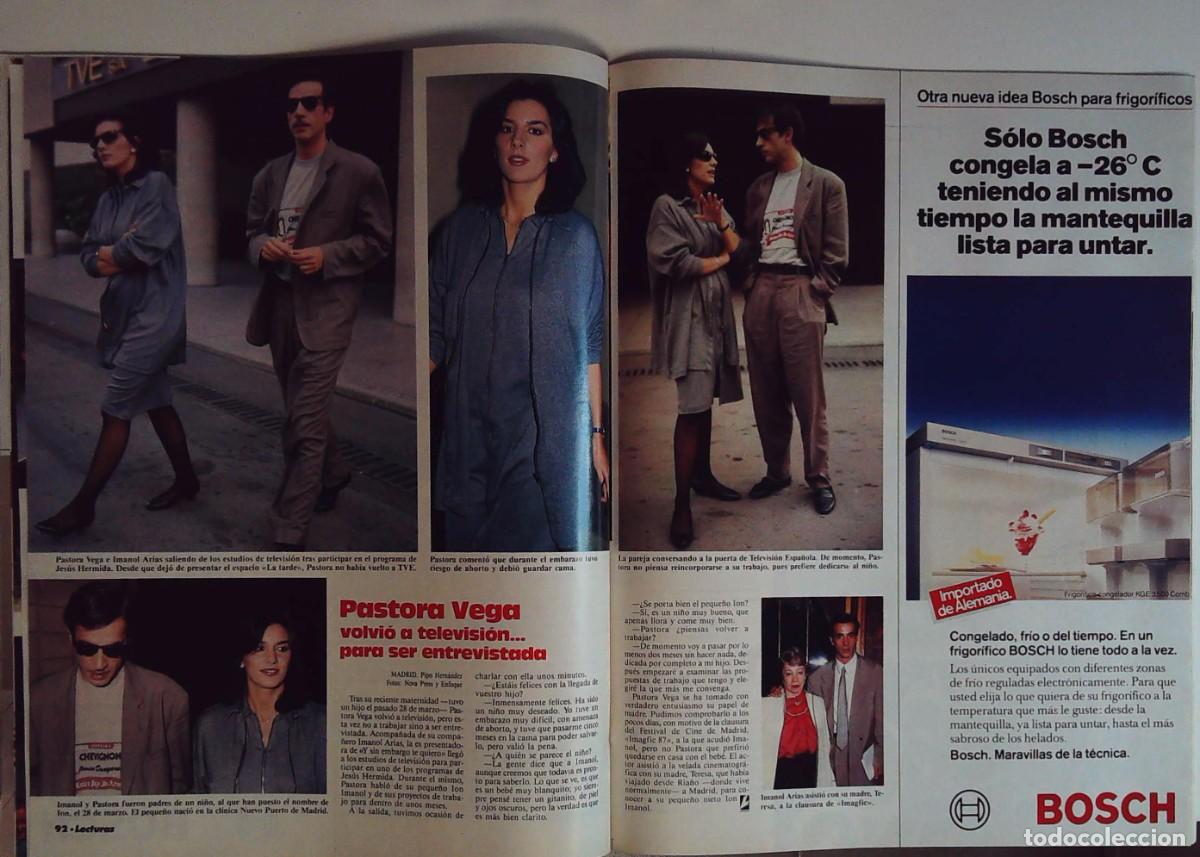 TVE SA
Pastora Vega e Imanol Arias saliendo de los estudios de televisión tras participar en el programa de
Jesús Hermida. Desde que dejó de presentar el espacio «La tarde», Pastora no había vuelto a TVE.
Pastora comentó que durante el embarazo tuvo
riesgo de aborto y debió guardar cama.
CHEVIGNON
Imanol y Pastora fueron padres de un niño, al que han puesto el nombre de
Ion, el 28 de marzo. El pequeño nació en la clínica Nuevo Puerto de Madrid.
92 • Lecturas
Pastora Vega
volvió a televisión...
para ser entrevistada
MADRID. Pipo Hernández
Fotos: Nova Press y Enfoque
Tras su reciente maternidad —tuvo
un hijo el pasado 28 de marzo— Pas-
tora Vega volvió a televisión, pero es-
ta vez no a trabajar sino a ser entre-
vistada. Acompañada de su compa-
ñero Imanol Arias, la ex presentado-
ra de «Y sin embargo te quiero» llegó
a los estudios de televisión para par-
ticipar en uno de los programas de
Jesús Hermida. Durante el mismo,
Pastora habló de su pequeño Ion
Imanol y de sus proyectos de traba-
jo para dentro de unos meses.
A la salida, tuvimos ocasión de
charlar con ella unos minutos.
—¿Estáis felices con la llegada de
vuestro hijo?
—Inmensamente felices. Ha sido
un niño muy deseado. Yo tuve un
embarazo muy difícil, con amenaza
de aborto, y tuve que pasarme cinco
meses en la cama para poder salvar-
lo, pero valió la pena.
—¿A quién se parece el niño?
—La gente dice que a Imanol,
aunque creemos que todavía es pron-
to para saberlo. Lo que se ve, es que
es un bebé muy blanquito; yo siem-
pre pensé tener un gitanito, de piel
y ojos oscuros, pero la verdad es que
es más bien clarito.
La pareja conversando a la puerta de Televisión Española. De momento, Pas-
tora no piensa reincorporarse a su trabajo, pues prefiere dedicarse al niño.
—¿Se porta bien el pequeño Ion?
—Sí, es un niño muy bueno, que
apenas llora y come muy bien.
—Pastora ¿piensas volver a
trabajar?
—De momento voy a pasar por lo
menos dos meses sin hacer nada, de-
dicada por completo a mi hijo. Des-
pués empezaré a examinar las pro-
puestas de trabajo que tengo y ele-
giré la que más me convenga.
Pastora Vega se ha tomado con
verdadero entusiasmo su papel de
madre. Pudimos comprobarlo a los
pocos días, con motivo de la clausura
del Festival de Cine de Madrid,
«Imagfic 87», a la que acudió Ima-
nol, pero no Pastora que prefirió
quedarse en casa con el bebé. El ac-
tor asistió a la velada cinematográ-
fica con su madre, Teresa, que había
viajado desde Riaño —donde vive
normalmente— a Madrid, para co-
nocer a su pequeño nieto Ion
Imanol.
Imanol Arias asistió con su madre, Te-
resa, a la clausura de «Imagfic».
Otra nueva idea Bosch para frigoríficos
Sólo Bosch
congela a –26° C
teniendo al mismo
tiempo la mantequilla
lista para untar.
BOSCH
Importado
de Alemania.
Frigorífico-congelador KGE 3500 Comb.
Congelado, frío o del tiempo. En un
frigorífico BOSCH lo tiene todo a la vez.
Los únicos equipados con diferentes zonas
de frío reguladas electrónicamente. Para que
usted elija lo que quiera de su frigorífico a la
temperatura que más le guste: desde la
mantequilla, ya lista para untar, hasta el más
sabroso de los helados.
Bosch. Maravillas de la técnica.
BOSCH
todocoleccion